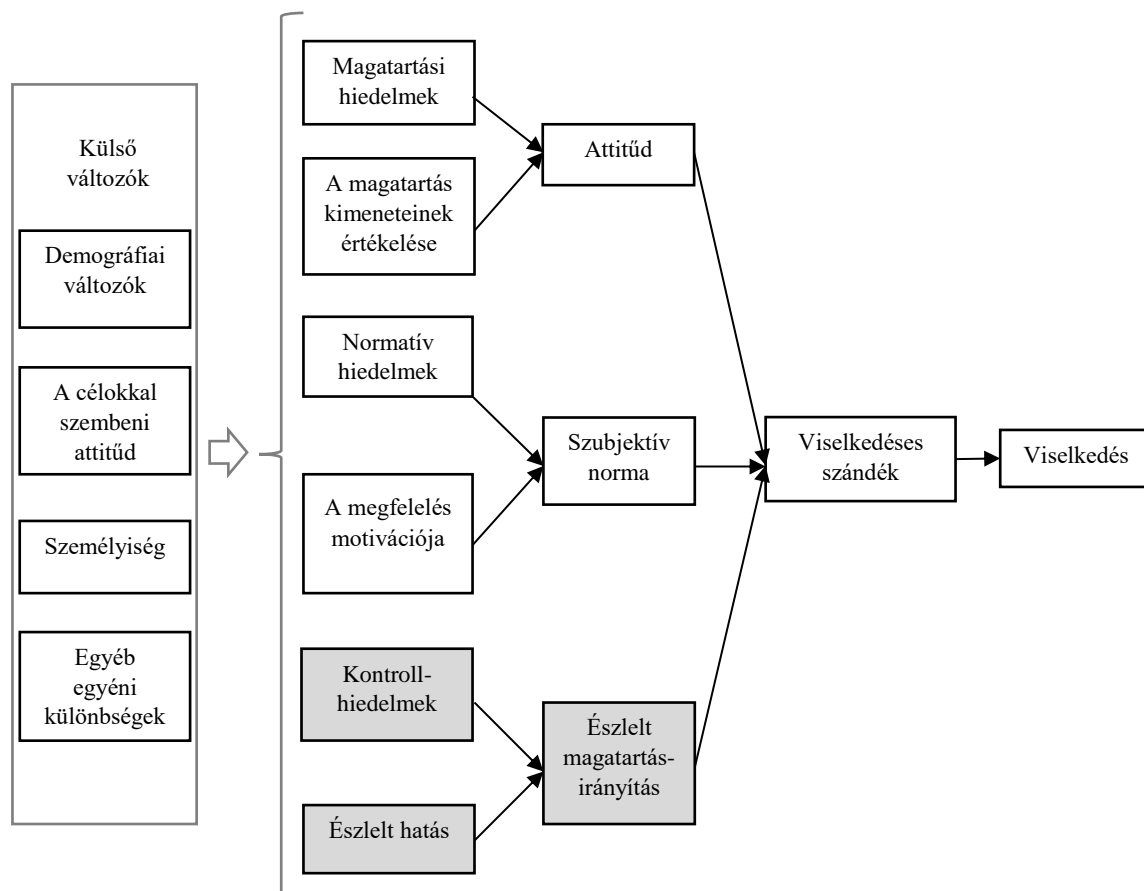 Külső
változók
Demográfiai
változók
A célokkal
szembeni
attitűd
Személyiség
Egyéb
egyéni
különbségek
Magatartási
hiedelmek
A magatartás
kimeneteinek
értékelése
Normatív
hiedelmek
A megfelelés
motivációja
Kontroll-
hiedelmek
Észlelt hatás
Attitűd
Szubjektív
norma
Észlelt
magatartás-
irányítás
Viselkedéses
szándék
Viselkedés